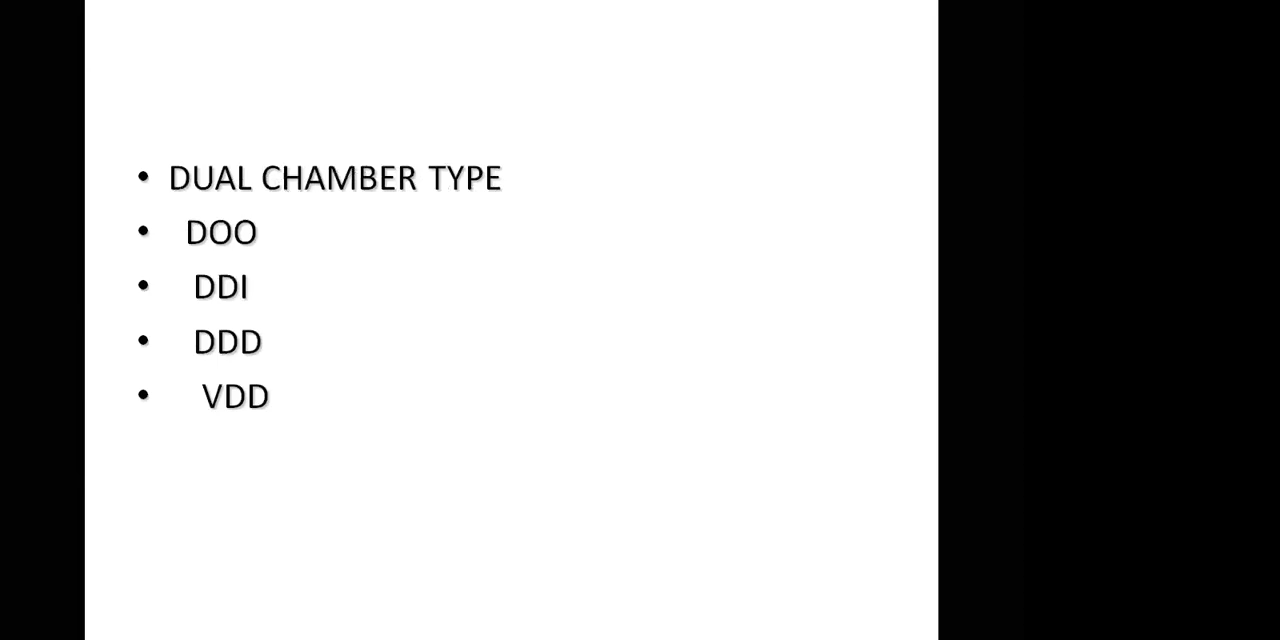 • DUAL CHAMBER TYPE
• DOO
• DDI
• DDD
• VDD